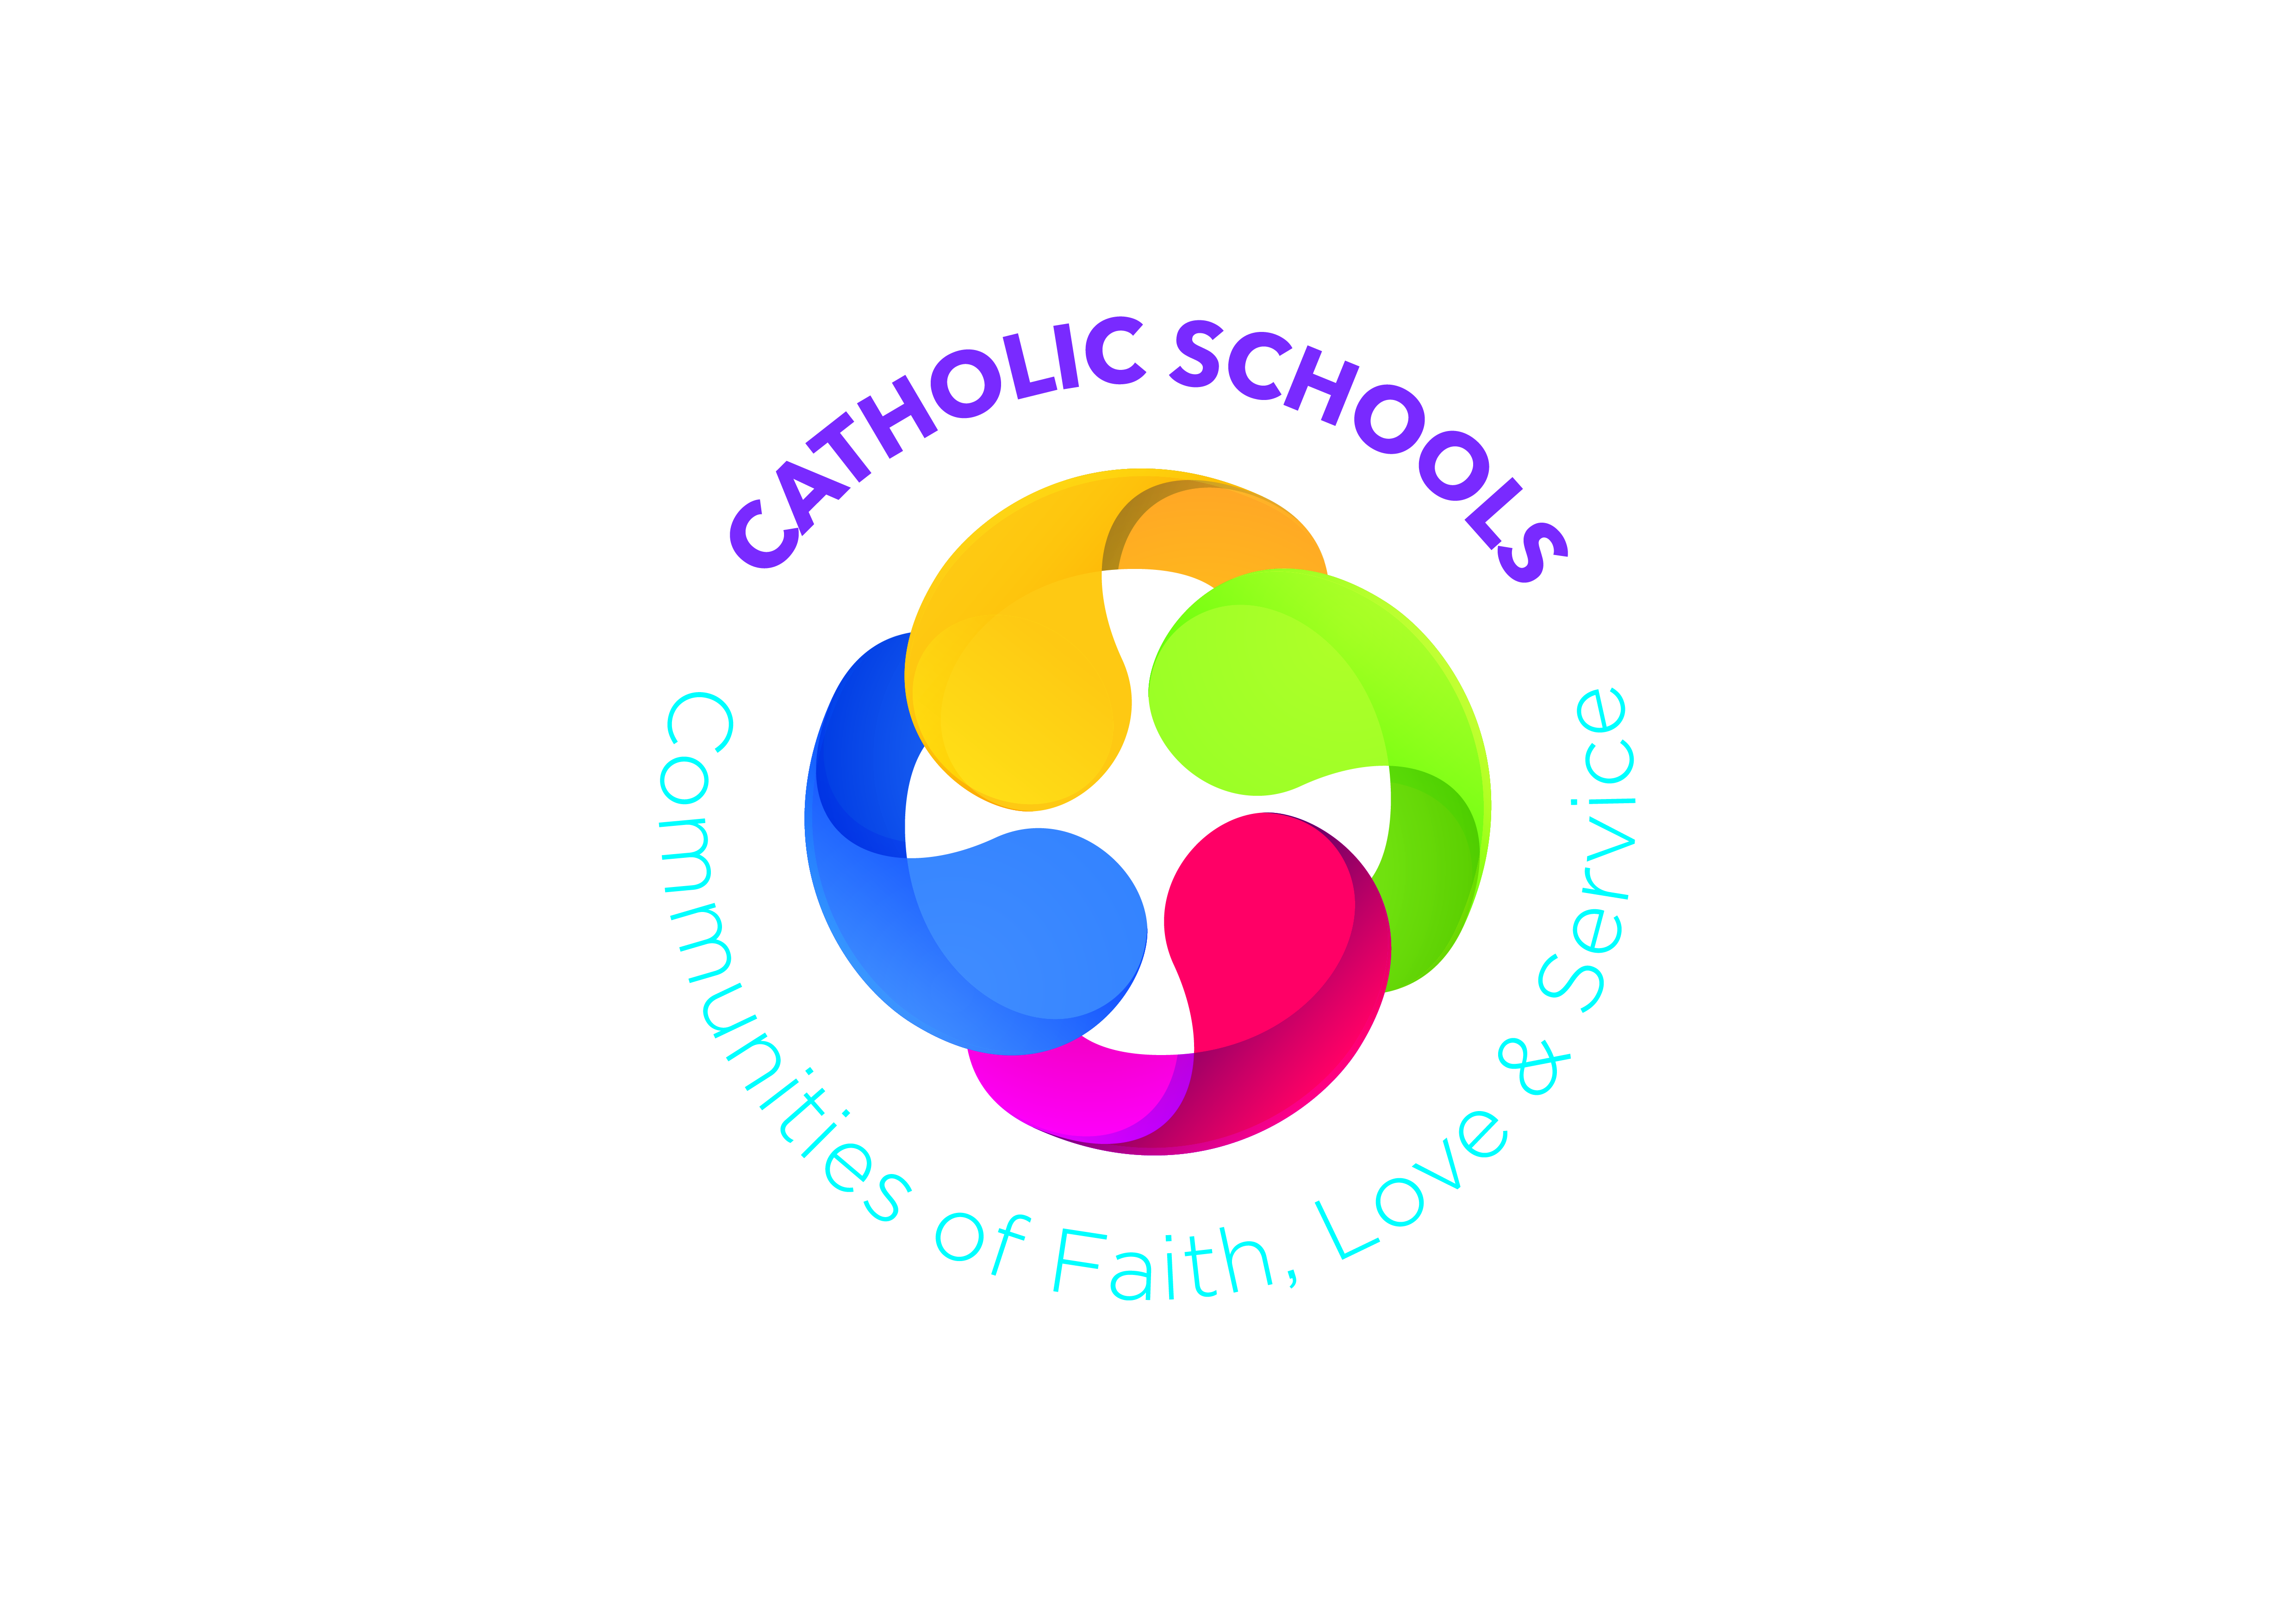 CATHOLIC SCHOOLS
Communities of Faith, Love & Service